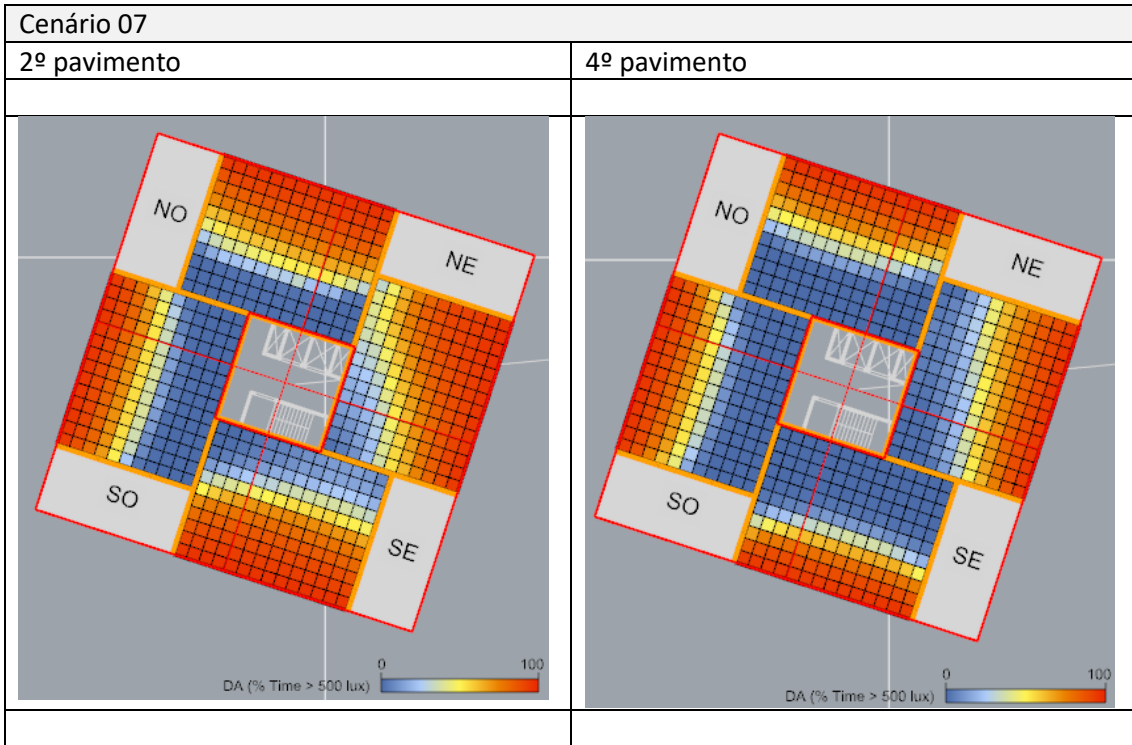 Cenário 07
2º pavimento
4º pavimento
NO
NE
SO
SE
0
100
DA (% Time > 500 lux)
NO
NE
SO
SE
0
100
DA (% Time > 500 lux)